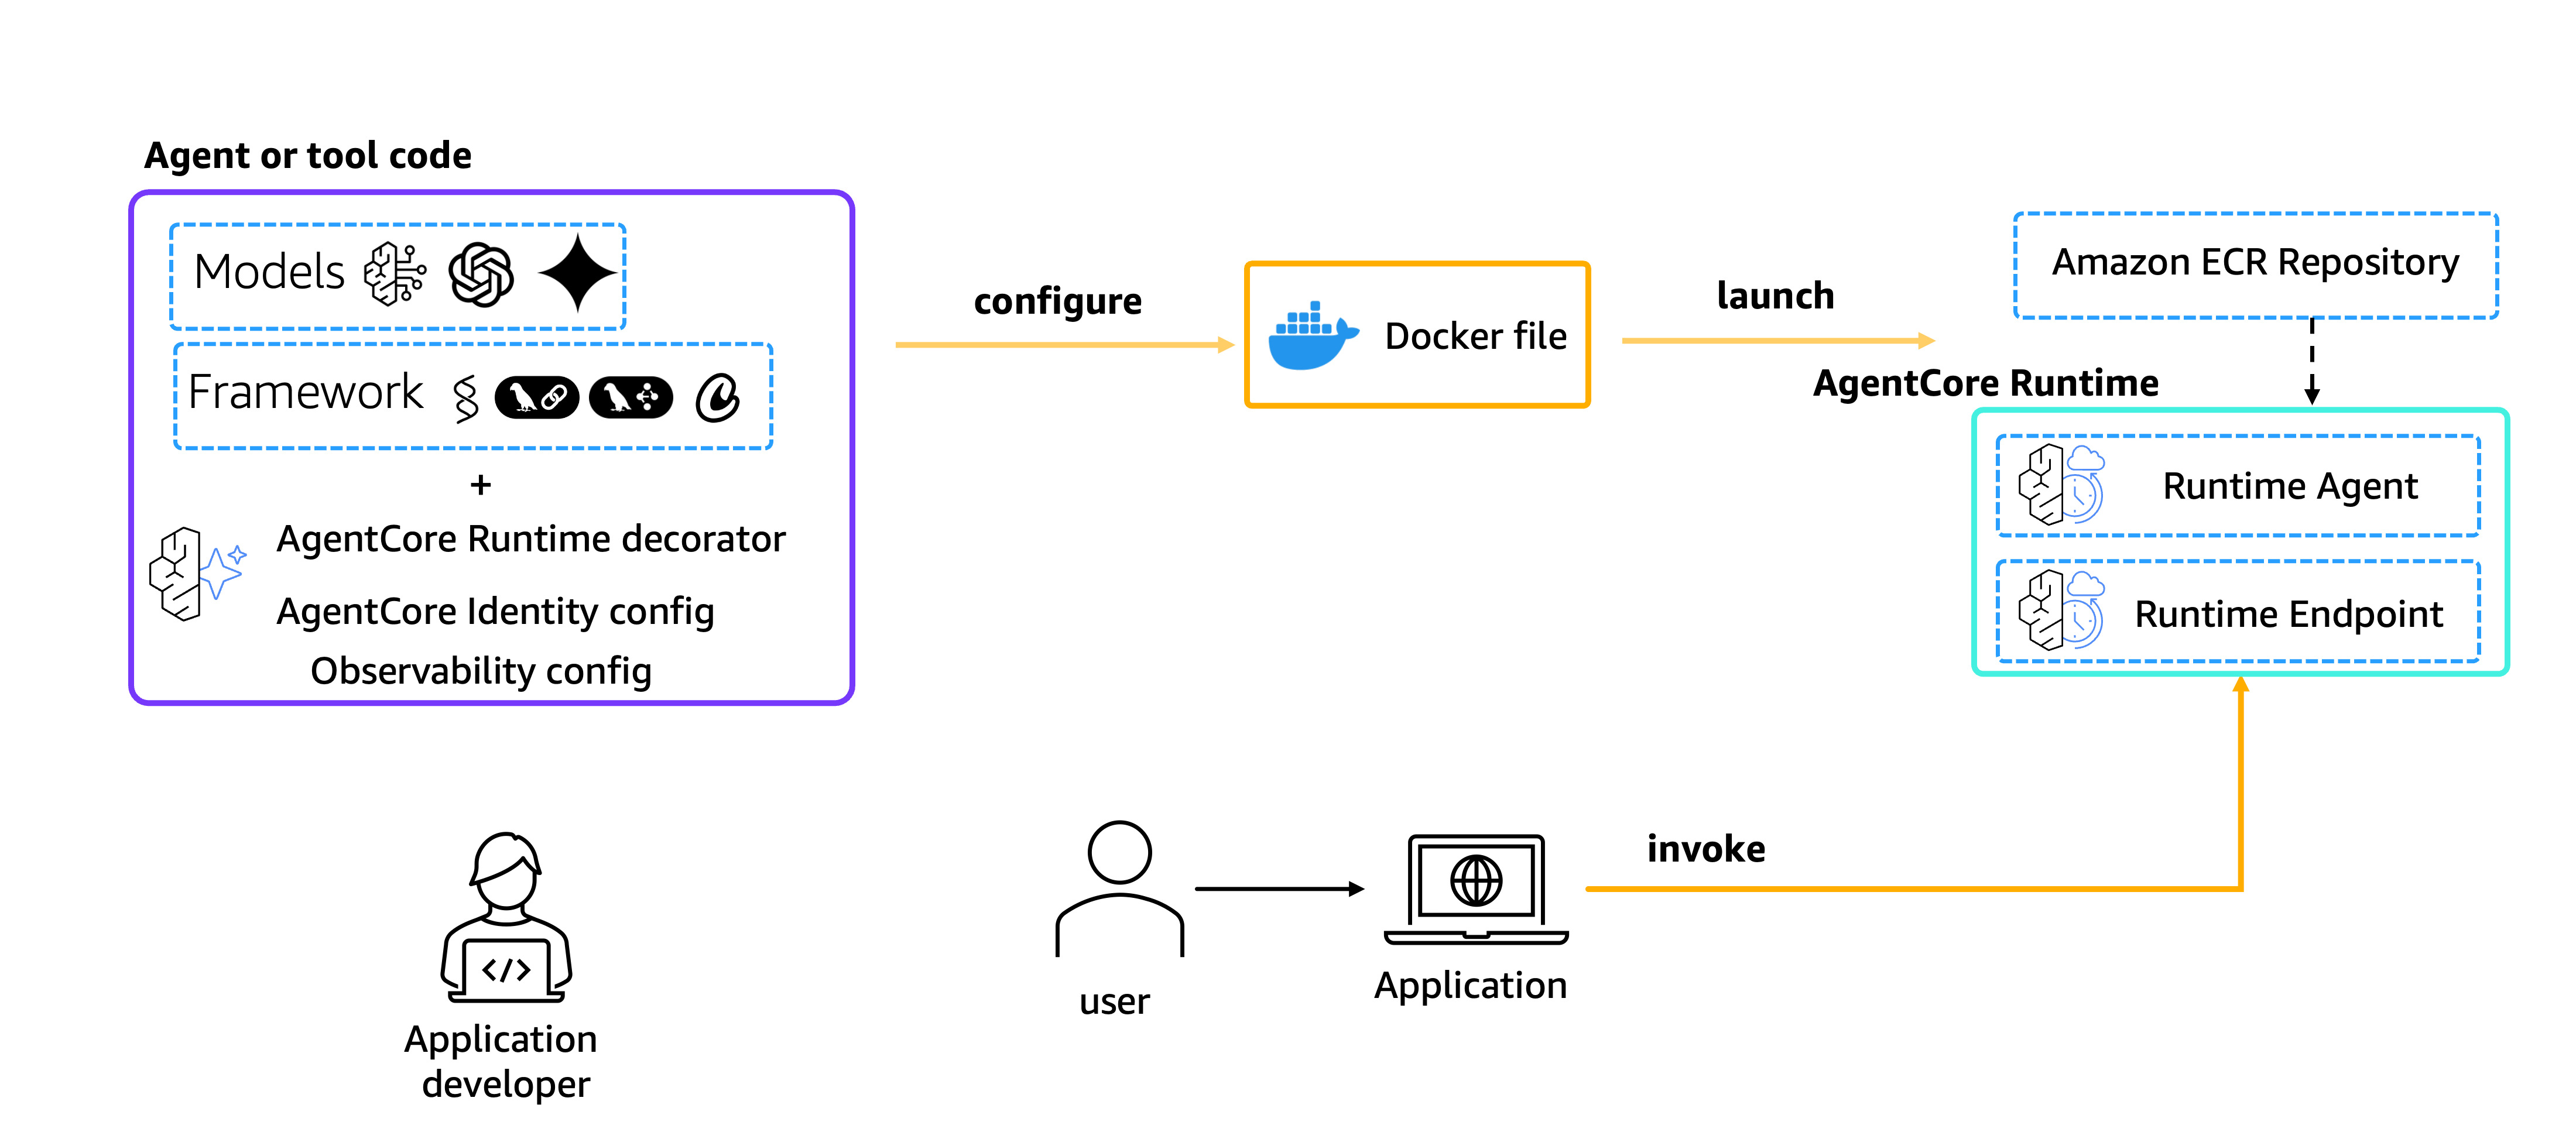 Agent or tool code
Models
Framework
+
AgentCore Runtime decorator
AgentCore Identity config
Observability config
configure
Docker file
launch
Amazon ECR Repository
AgentCore Runtime
Runtime Agent
Runtime Endpoint
</>
Application
developer
user
Application
invoke